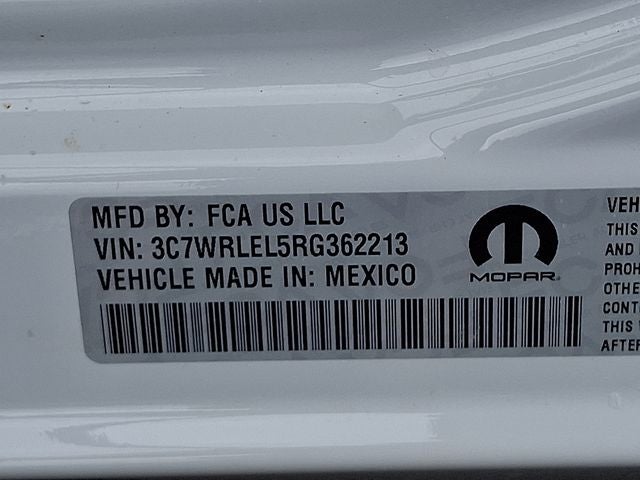 MFD BY: FCA US LLC
VIN: 3C7WRLEL5RG362213
VEHICLE MADE IN: MEXICO
MOPAR
VEH
THIS
AND
PROH
OTHE
CONT
THIS
AFTER